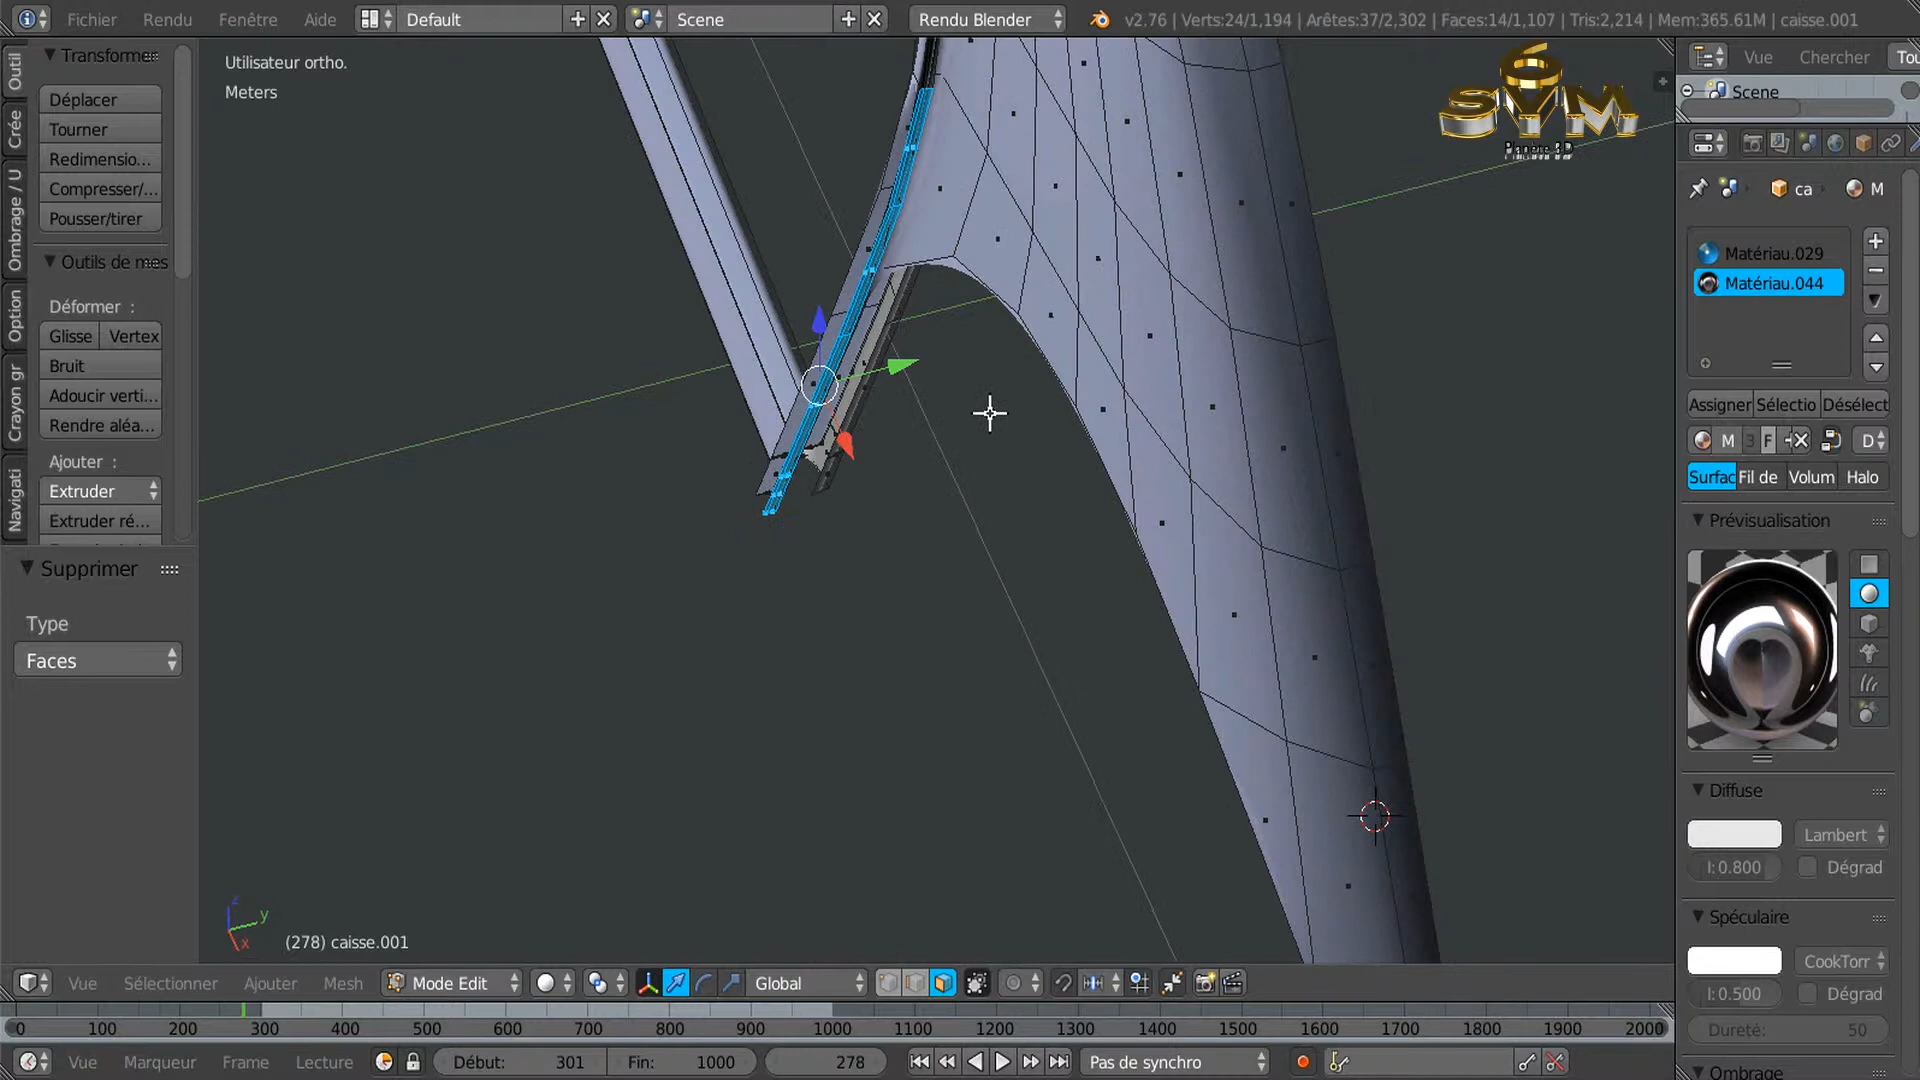 Fichier Rendu Fenêtre Aide Default Scene Rendu Blender v2.76 | Verts:24/1,194 | Arêtes:37/2,302 | Faces:14/1,107 | Tris:2,214 | Mem:365.61M | caisse.001
Outil
Crée
Ombrage / U
Option
Crayon gr
Navigati
Transforme
Déplacer
Tourner
Redimensio...
Compresser/...
Pousser/tirer
Outils de mes
Déformer :
Glisse Vertex
Bruit
Adoucir verti...
Rendre aléa...
Ajouter :
Extruder
Extruder ré...
Supprimer
Type
Faces
Utilisateur ortho.
Meters
6
SYM
(278) caisse.001
z
y
x
Vue Chercher Tou
Scene
ca M
Matériau.029
Matériau.044
Assigner Sélectio Désélect
M 3 F D
Surfac Fil de Volum Halo
Prévisualisation
Diffuse
Lambert
I:0.800 Dégrad
Spéculaire
CookTorr
I:0.500 Dégrad
Dureté: 50
Ombrage
Vue Sélectionner Ajouter Mesh Mode Edit Global
0 100 200 300 400 500 600 700 800 900 1000 1100 1200 1300 1400 1500 1600 1700 1800 1900 2000
Vue Marqueur Frame Lecture Début: 301 Fin: 1000 278 Pas de synchro